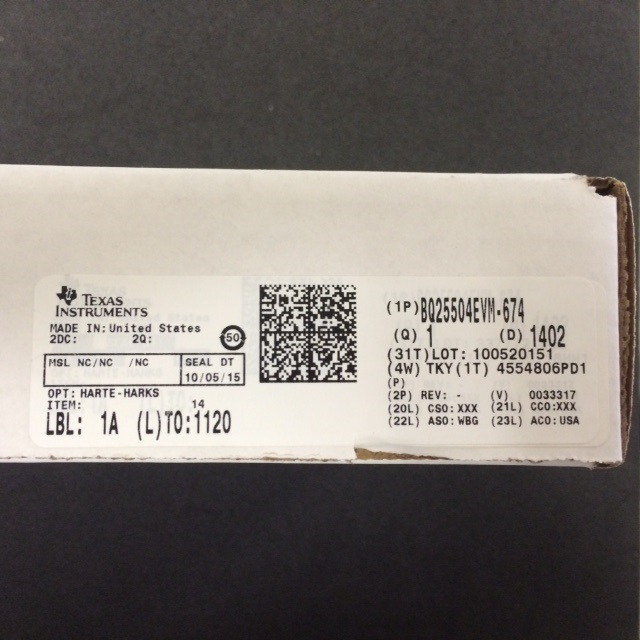 TEXAS
INSTRUMENTS
MADE IN: United States
2DC: 2Q:
50
MSL NC/NC /NC SEAL DT
10/05/15
OPT: HARTE-HARKS
ITEM: 14
LBL: 1A (L)TO:1120
(1P) BQ25504EVM-674
(Q) 1 (D) 1402
(31T) LOT: 100520151
(4W) TKY (1T) 4554806PD1
(P)
(2P) REV: - (V) 0033317
(20L) CSO:XXX (21L) CCO:XXX
(22L) ASO:WBG (23L) ACO:USA